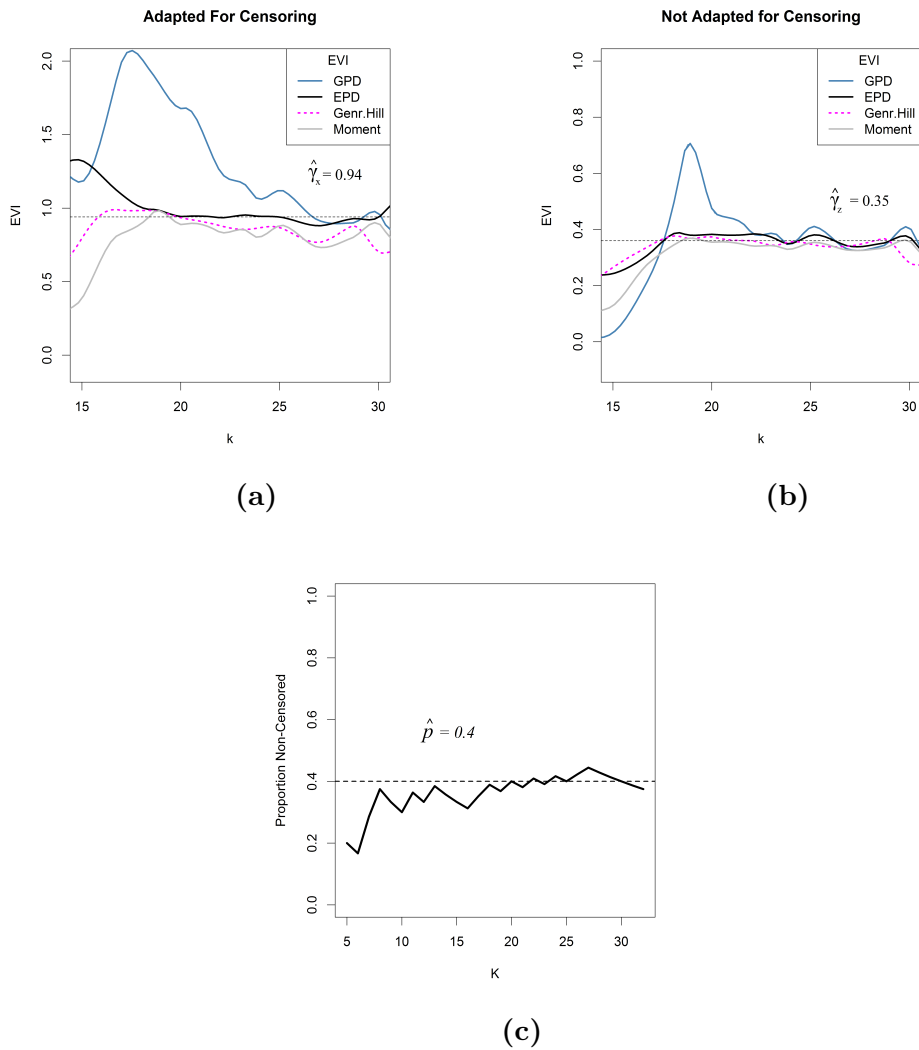 Adapted For Censoring
EVI
GPD
EPD
Genr.Hill
Moment
γ̂ₓ = 0.94
EVI
0.0
0.5
1.0
1.5
2.0
15
20
25
30
k
(a)
Not Adapted for Censoring
EVI
GPD
EPD
Genr.Hill
Moment
γ̂_z = 0.35
EVI
0.0
0.2
0.4
0.6
0.8
1.0
15
20
25
30
k
(b)
p̂ = 0.4
Proportion Non-Censored
0.0
0.2
0.4
0.6
0.8
1.0
5
10
15
20
25
30
K
(c)